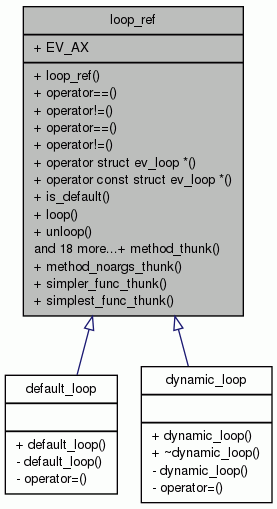 loop_ref
+ EV_AX
+ loop_ref()
+ operator==()
+ operator!=()
+ operator==()
+ operator!=()
+ operator struct ev_loop *()
+ operator const struct ev_loop *()
+ is_default()
+ loop()
+ unloop()
and 18 more...+ method_thunk()
+ method_noargs_thunk()
+ simpler_func_thunk()
+ simplest_func_thunk()
default_loop
+ default_loop()
- default_loop()
- operator=()
dynamic_loop
+ dynamic_loop()
+ ~dynamic_loop()
- dynamic_loop()
- operator=()